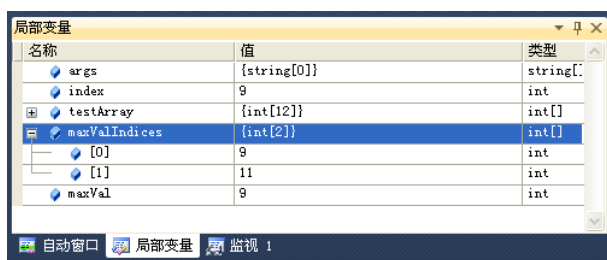 局部变量
名称 值 类型
args {string[0]} string[]
index 9 int
testArray {int[12]} int[]
maxValIndices {int[2]} int[]
[0] 9 int
[1] 11 int
maxVal 9 int
自动窗口 局部变量 监视 1